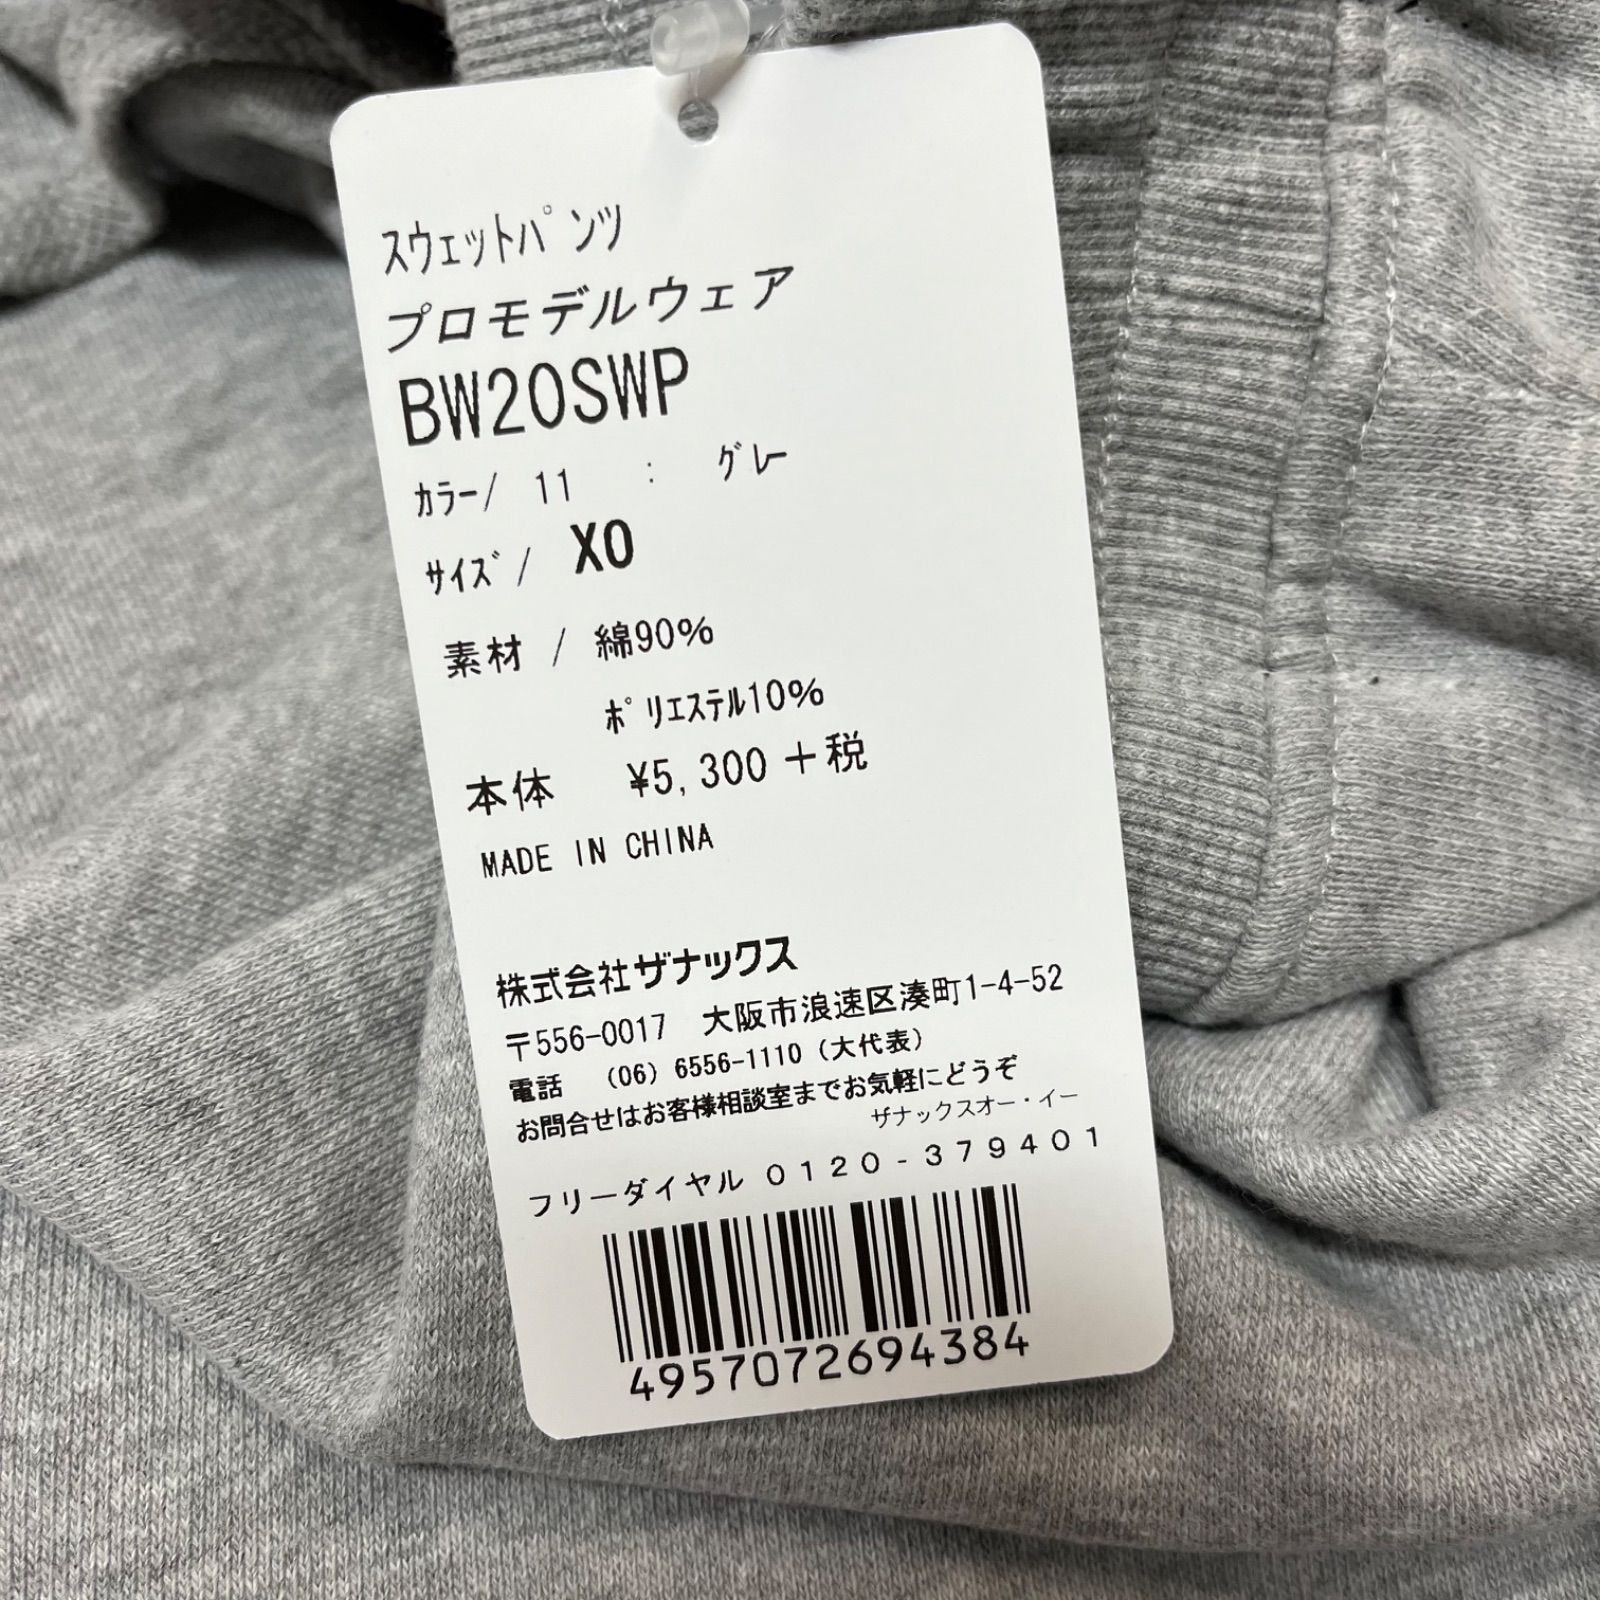 スウェットパンツ
プロモデルウェア
BW20SWP
カラー/ 11 : グレー
サイズ/ XO
素材 / 綿90%
ポリエステル10%
本体 ¥5,300＋税
MADE IN CHINA
株式会社ザナックス
〒556-0017 大阪市浪速区湊町1-4-52
電話 (06) 6556-1110 (大代表)
お問合せはお客様相談室までお気軽にどうぞ
ザナックスオー・イー
フリーダイヤル 0120-379401
4957072694384